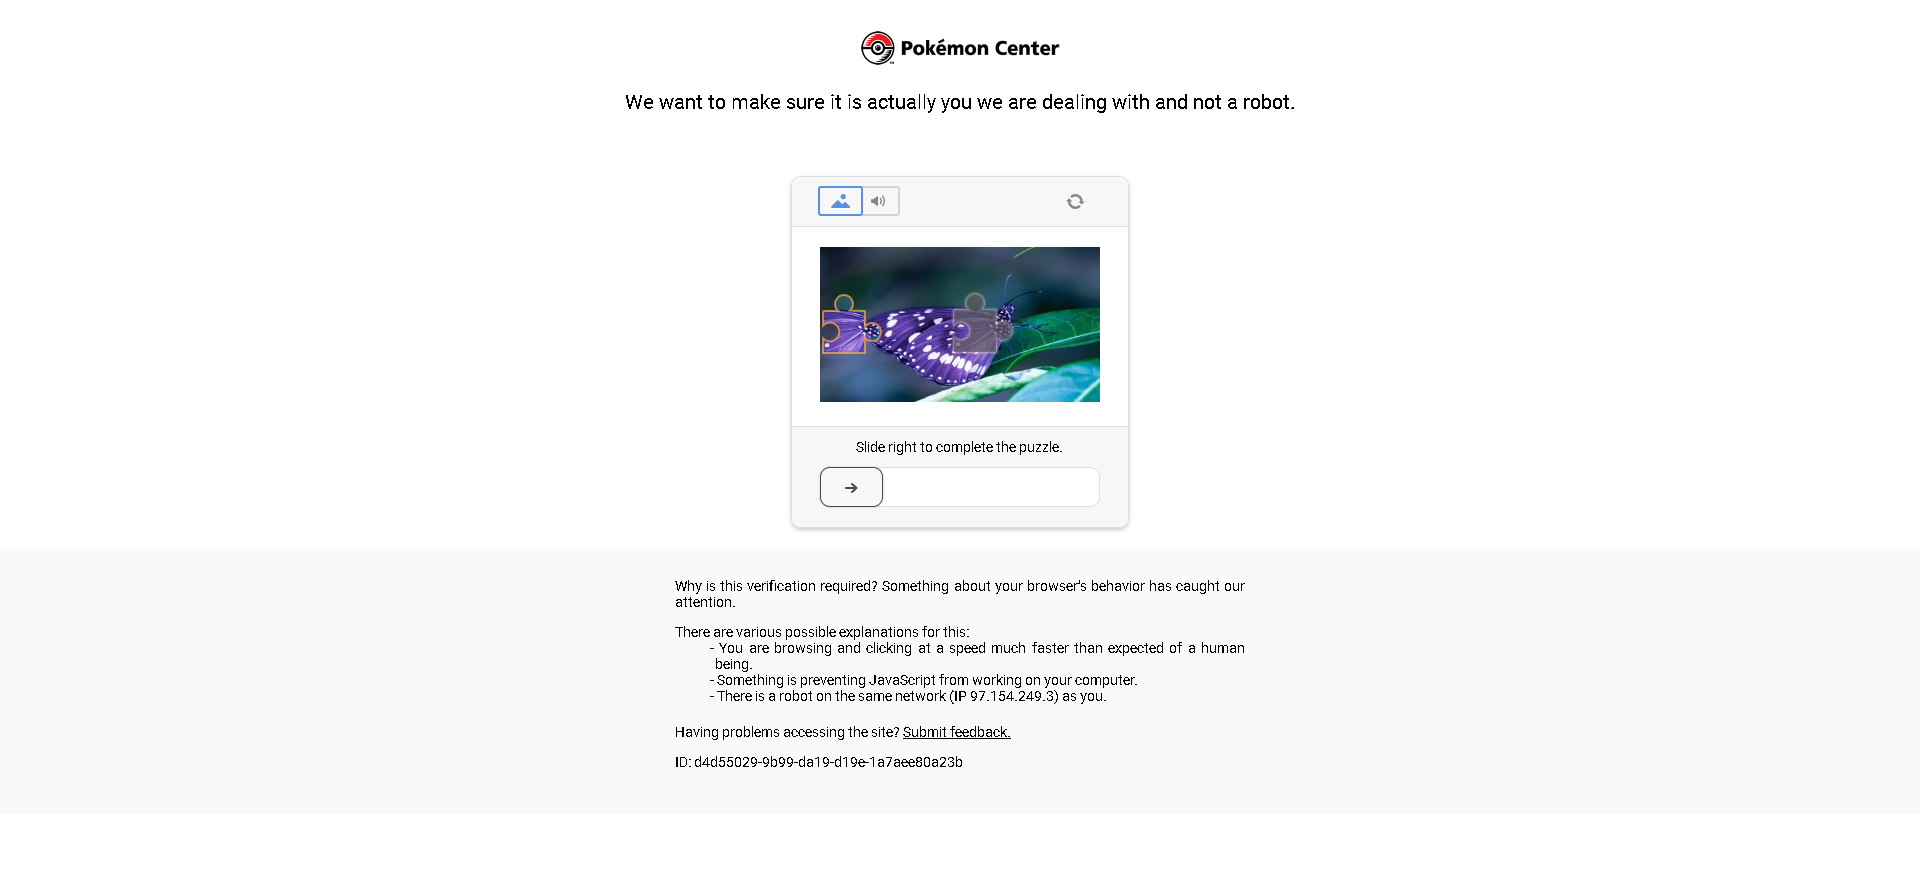 Pokémon Center
We want to make sure it is actually you we are dealing with and not a robot.
Slide right to complete the puzzle.
Why is this verification required? Something about your browser's behavior has caught our
attention.
There are various possible explanations for this:
- You are browsing and clicking at a speed much faster than expected of a human
being.
- Something is preventing JavaScript from working on your computer.
- There is a robot on the same network (IP 97.154.249.3) as you.
Having problems accessing the site? Submit feedback.
ID: d4d55029-9b99-da19-d19e-1a7aee80a23b